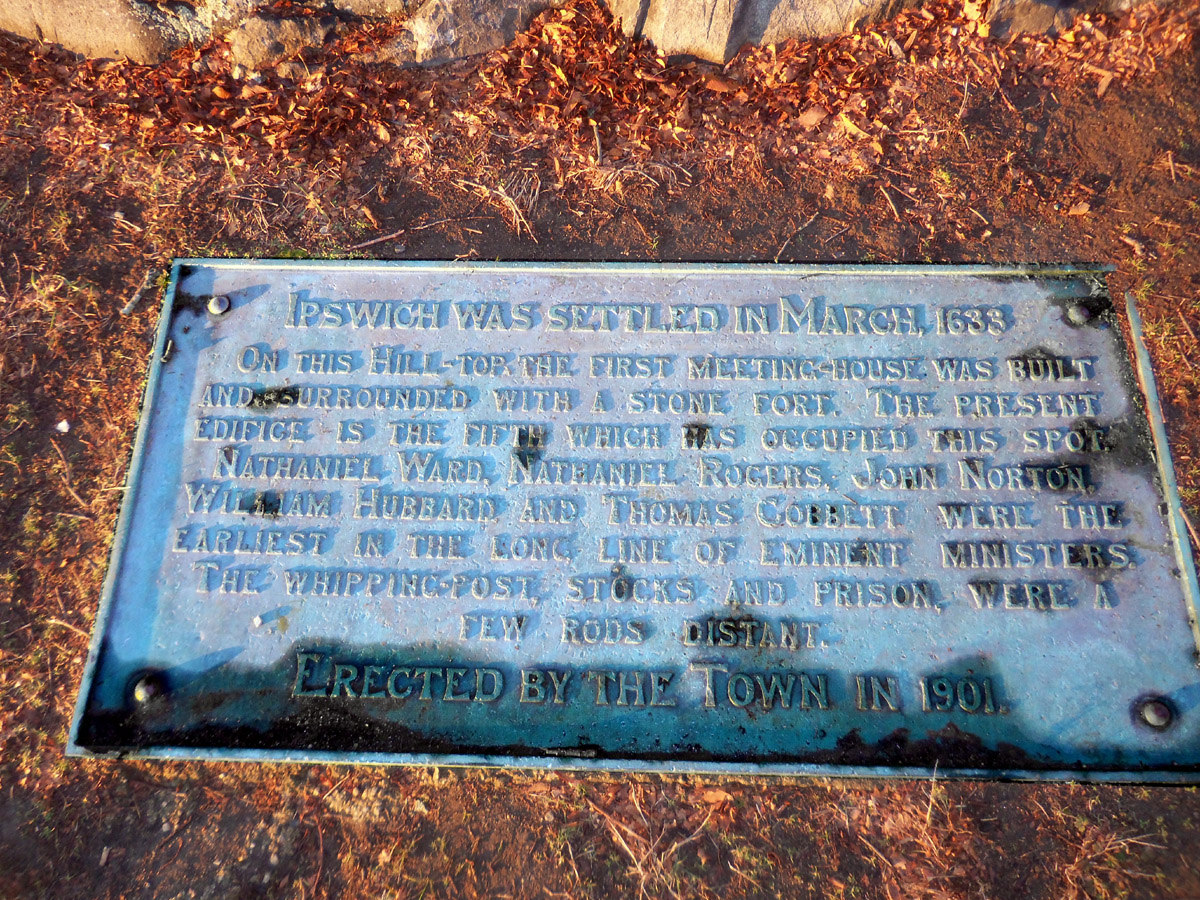 Ipswich was settled in March, 1633
On this Hill-top, the first meeting-house was built
and surrounded with a stone fort. The present
edifice is the fifth which has occupied this spot.
Nathaniel Ward, Nathaniel Rogers, John Norton,
William Hubbard, and Thomas Cobbett were the
earliest in the long line of eminent ministers.
The whipping-post, stocks and prison, were a
few rods distant.
Erected by the Town in 1901.